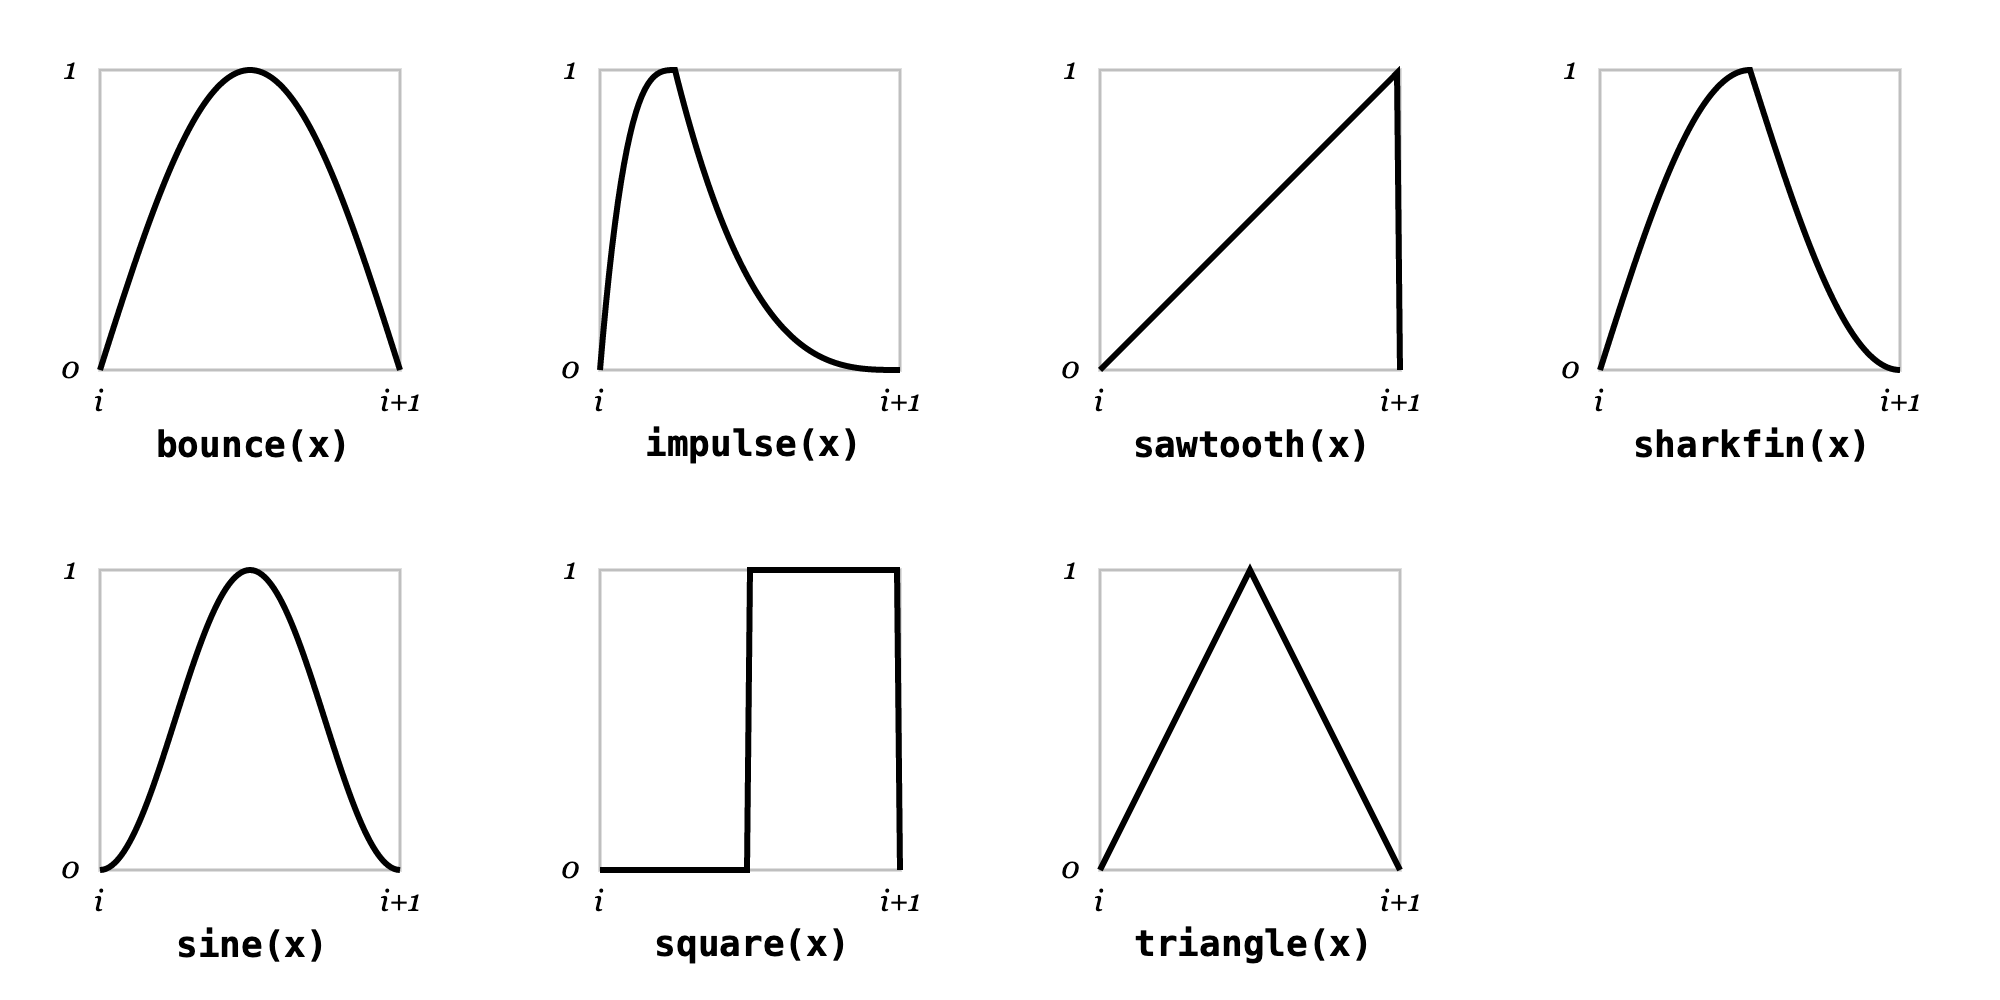 1 1 1 1
0 0 0 0
i i+1 i i+1 i i+1 i i+1
bounce(x) impulse(x) sawtooth(x) sharkfin(x)
1 1 1
0 0 0
i i+1 i i+1 i i+1
sine(x) square(x) triangle(x)